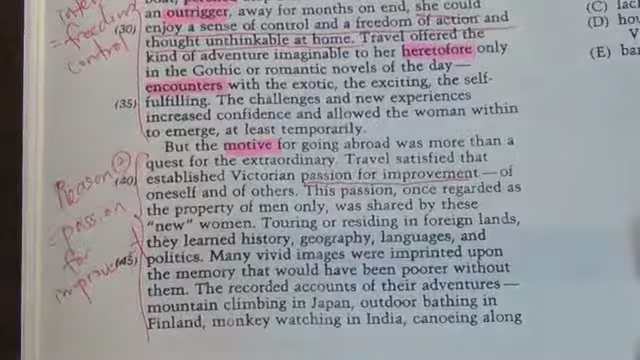 an outrigger, away for months on end, she could
(30) enjoy a sense of control and a freedom of action and
thought unthinkable at home. Travel offered the
kind of adventure imaginable to her heretofore only
in the Gothic or romantic novels of the day—
encounters with the exotic, the exciting, the self-
(35) fulfilling. The challenges and new experiences
increased confidence and allowed the woman within
to emerge, at least temporarily.
But the motive for going abroad was more than a
quest for the extraordinary. Travel satisfied that
(40) established Victorian passion for improvement—of
oneself and of others. This passion, once regarded as
the property of men only, was shared by these
"new" women. Touring or residing in foreign lands,
they learned history, geography, languages, and
(45) politics. Many vivid images were imprinted upon
the memory that would have been poorer without
them. The recorded accounts of their adventures—
mountain climbing in Japan, outdoor bathing in
Finland, monkey watching in India, canoeing along
= freedom
control
Reason ②
= passion
for
improvement
(C) lac
(D) ho
(E) ba